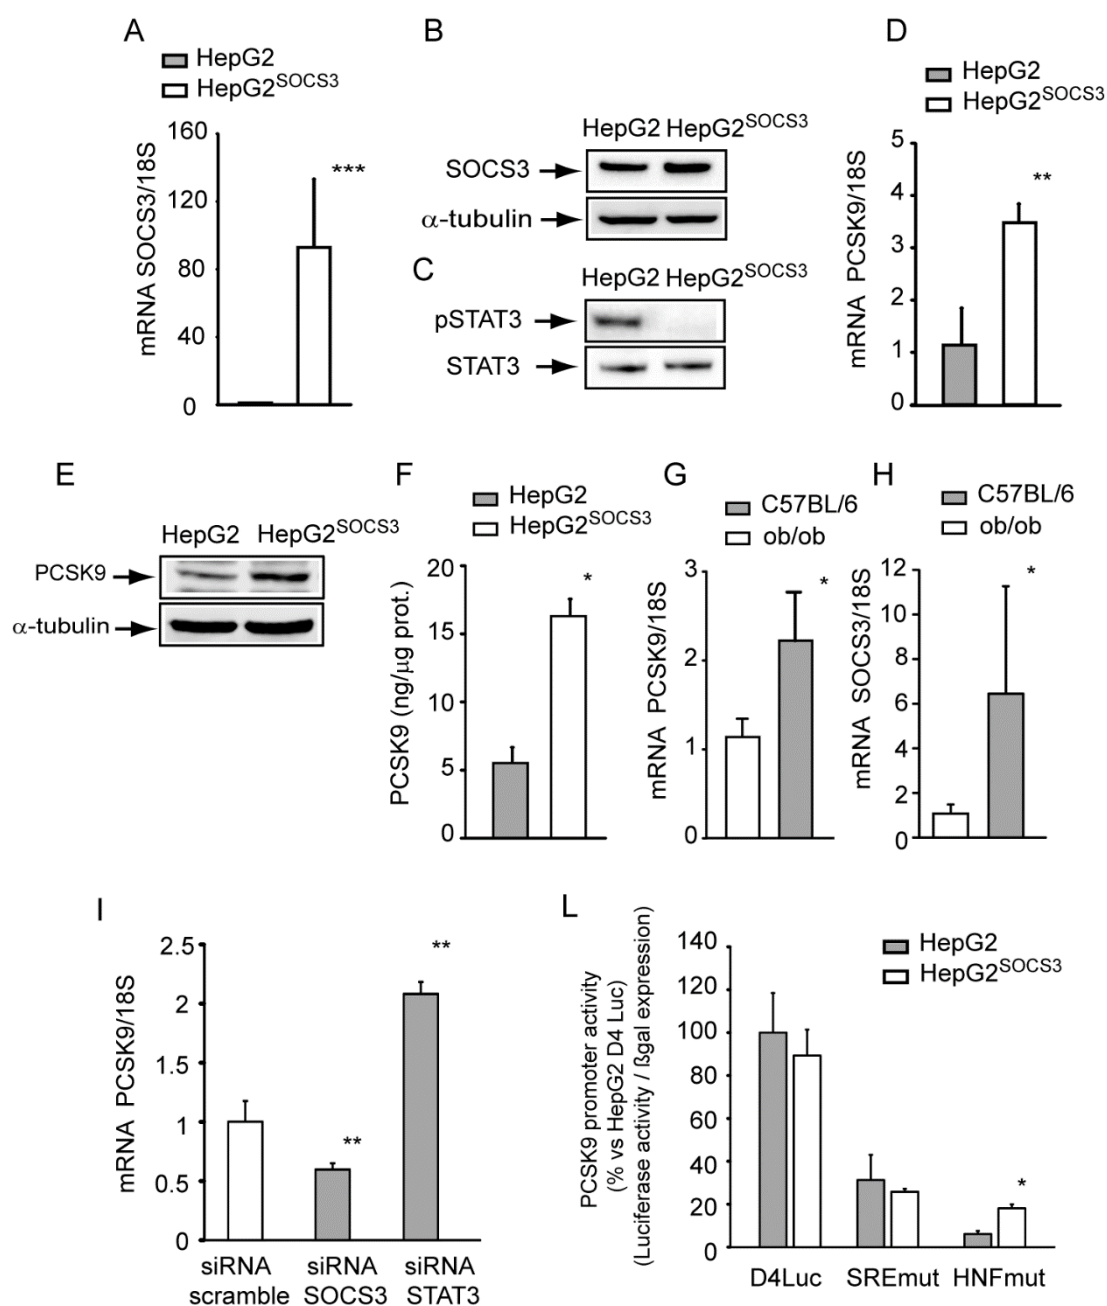 A
HepG2
HepG2SOCS3
mRNA SOCS3/18S
160
120
80
40
0
***
B
HepG2 HepG2SOCS3
SOCS3
α-tubulin
C
HepG2 HepG2SOCS3
pSTAT3
STAT3
D
HepG2
HepG2SOCS3
mRNA PCSK9/18S
5
4
3
2
1
0
**
E
HepG2 HepG2SOCS3
PCSK9
α-tubulin
F
HepG2
HepG2SOCS3
PCSK9 (ng/μg prot.)
20
15
10
5
0
*
G
C57BL/6
ob/ob
mRNA PCSK9/18S
3
2
1
0
*
H
C57BL/6
ob/ob
mRNA SOCS3/18S
12
10
8
6
4
2
0
*
I
mRNA PCSK9/18S
2.5
2
1.5
1
0.5
0
**
**
siRNA siRNA siRNA
scramble SOCS3 STAT3
L
HepG2
HepG2SOCS3
PCSK9 promoter activity
(% vs HepG2 D4 Luc)
(Luciferase activity / ßgal expression)
140
120
100
80
60
40
20
0
*
D4Luc SREmut HNFmut